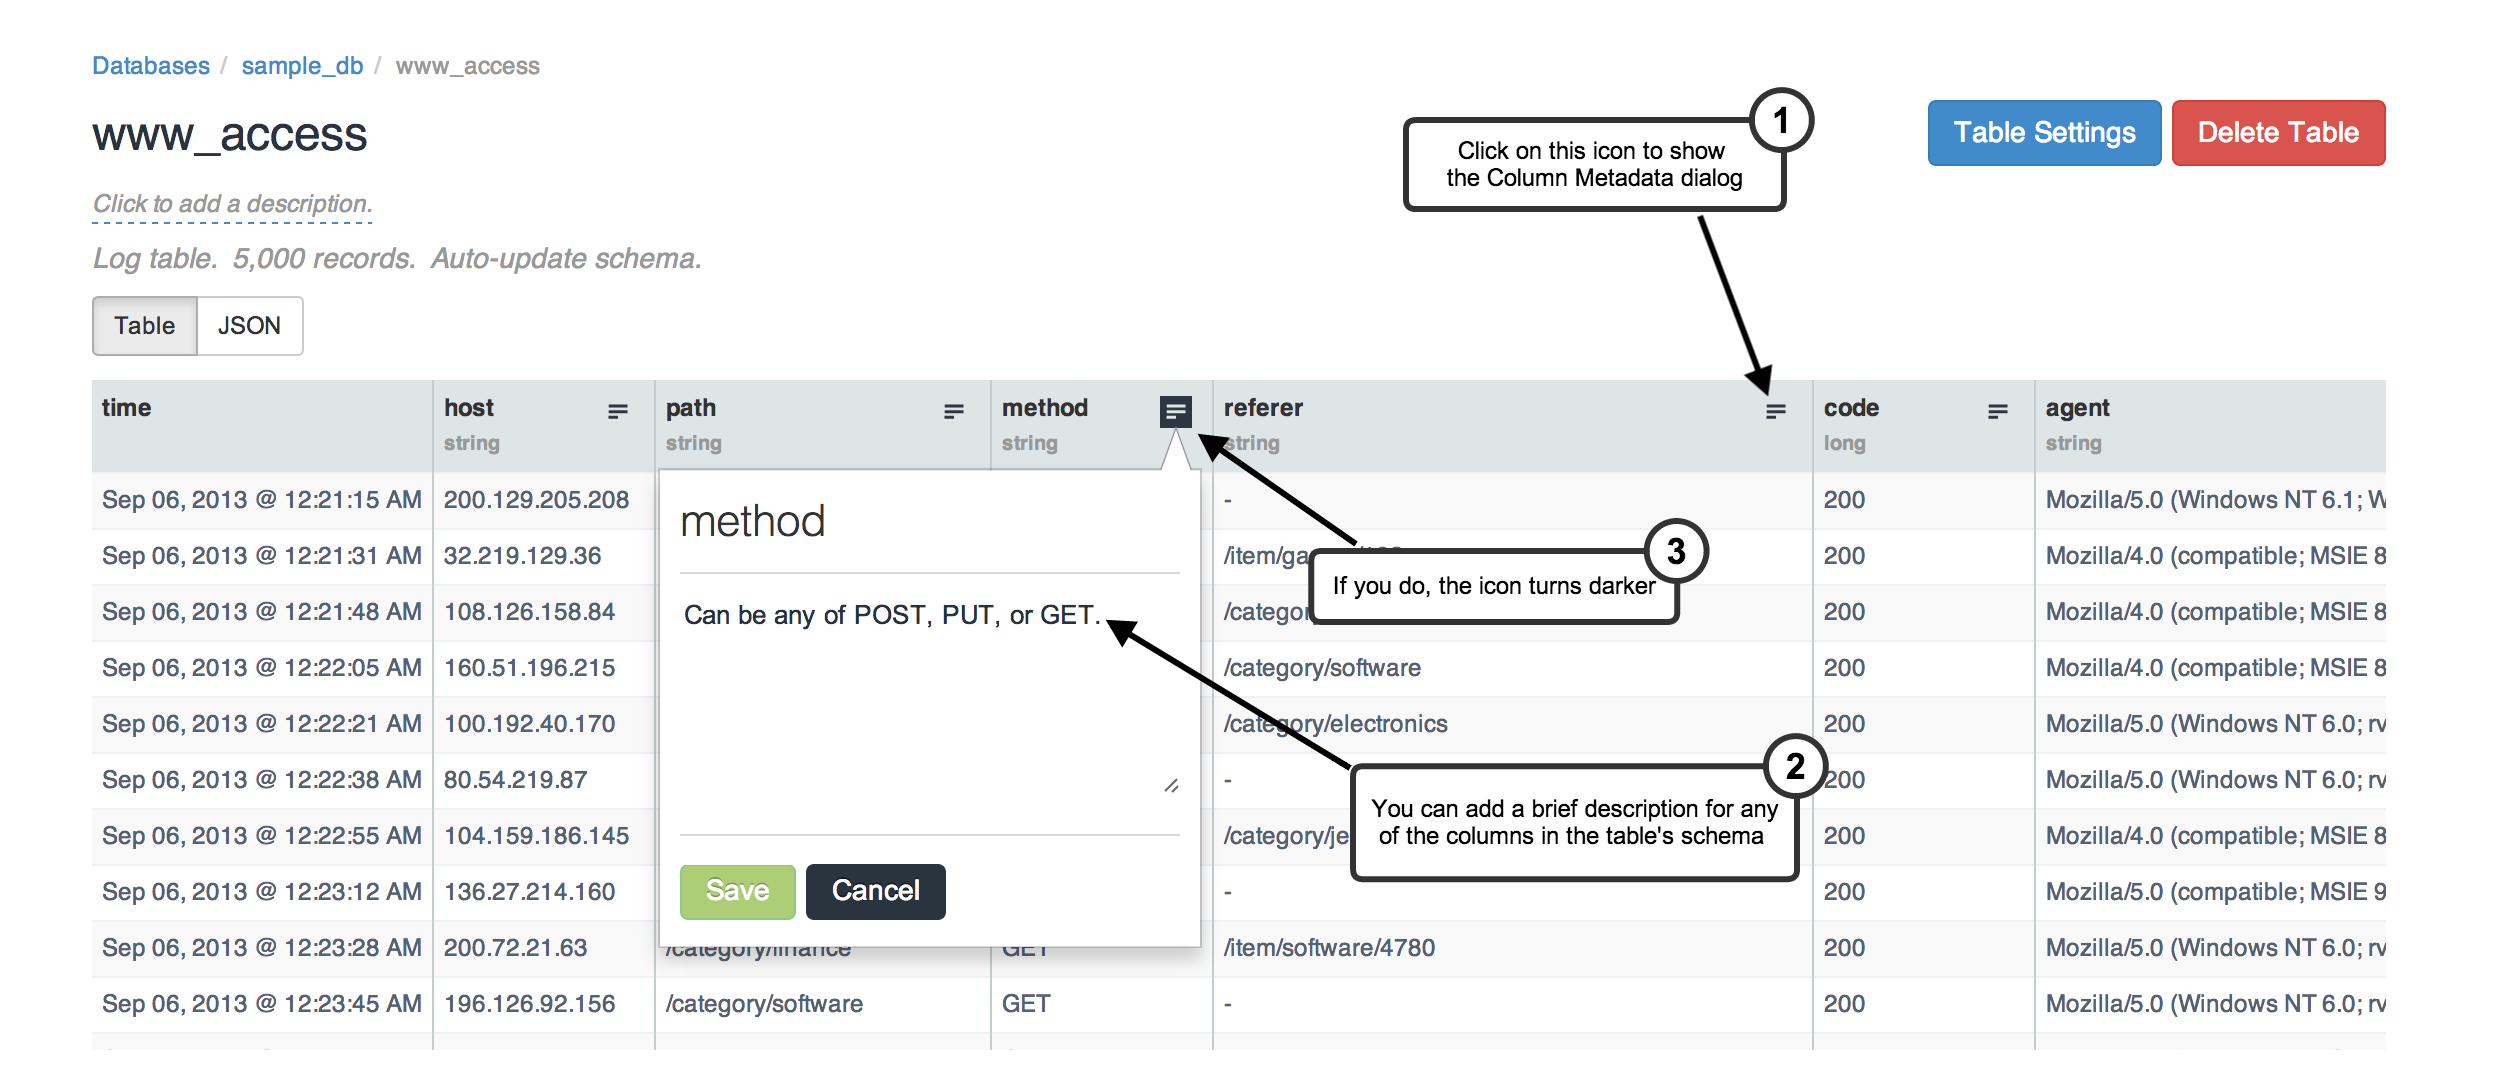 Databases / sample_db / www_access
www_access
Click to add a description.
Log table. 5,000 records. Auto-update schema.
Table JSON
Table Settings Delete Table
1
Click on this icon to show
the Column Metadata dialog
time host path method referer code agent
string string string string long string
Sep 06, 2013 @ 12:21:15 AM 200.129.205.208 - 200 Mozilla/5.0 (Windows NT 6.1; W
Sep 06, 2013 @ 12:21:31 AM 32.219.129.36 /item/ga 200 Mozilla/4.0 (compatible; MSIE 8
Sep 06, 2013 @ 12:21:48 AM 108.126.158.84 /categor 200 Mozilla/4.0 (compatible; MSIE 8
Sep 06, 2013 @ 12:22:05 AM 160.51.196.215 /category/software 200 Mozilla/4.0 (compatible; MSIE 8
Sep 06, 2013 @ 12:22:21 AM 100.192.40.170 /category/electronics 200 Mozilla/5.0 (Windows NT 6.0; rv
Sep 06, 2013 @ 12:22:38 AM 80.54.219.87 - 200 Mozilla/5.0 (Windows NT 6.0; rv
Sep 06, 2013 @ 12:22:55 AM 104.159.186.145 /category/je 200 Mozilla/4.0 (compatible; MSIE 8
Sep 06, 2013 @ 12:23:12 AM 136.27.214.160 - 200 Mozilla/5.0 (compatible; MSIE 9
Sep 06, 2013 @ 12:23:28 AM 200.72.21.63 /category/finance GET /item/software/4780 200 Mozilla/5.0 (Windows NT 6.0; rv
Sep 06, 2013 @ 12:23:45 AM 196.126.92.156 /category/software GET - 200 Mozilla/5.0 (Windows NT 6.0; rv
method
Can be any of POST, PUT, or GET.
Save Cancel
3
If you do, the icon turns darker
2
You can add a brief description for any
of the columns in the table's schema